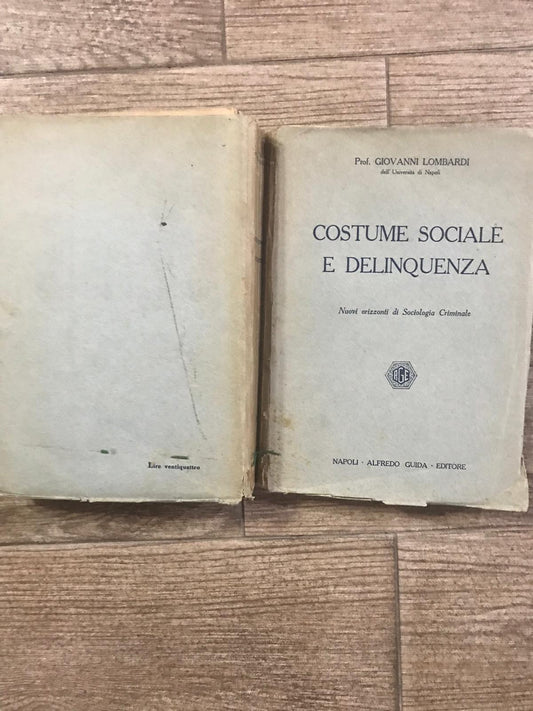 Lire ventiquattro
Prof. GIOVANNI LOMBARDI
dell'Università di Napoli
COSTUME SOCIALE
E DELINQUENZA
Nuovi orizzonti di Sociologia Criminale
AGE
NAPOLI · ALFREDO GUIDA · EDITORE